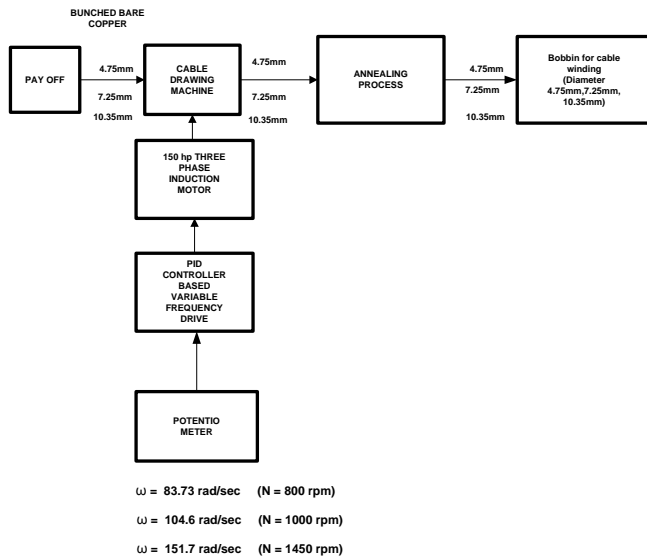 BUNCHED BARE
COPPER
PAY OFF
4.75mm
7.25mm
10.35mm
CABLE
DRAWING
MACHINE
4.75mm
7.25mm
10.35mm
ANNEALING
PROCESS
4.75mm
7.25mm
10.35mm
Bobbin for cable
winding
(Diameter
4.75mm,7.25mm,
10.35mm)
150 hp THREE
PHASE
INDUCTION
MOTOR
PID
CONTROLLER
BASED
VARIABLE
FREQUENCY
DRIVE
POTENTIO
METER
ω = 83.73 rad/sec (N = 800 rpm)
ω = 104.6 rad/sec (N = 1000 rpm)
ω = 151.7 rad/sec (N = 1450 rpm)